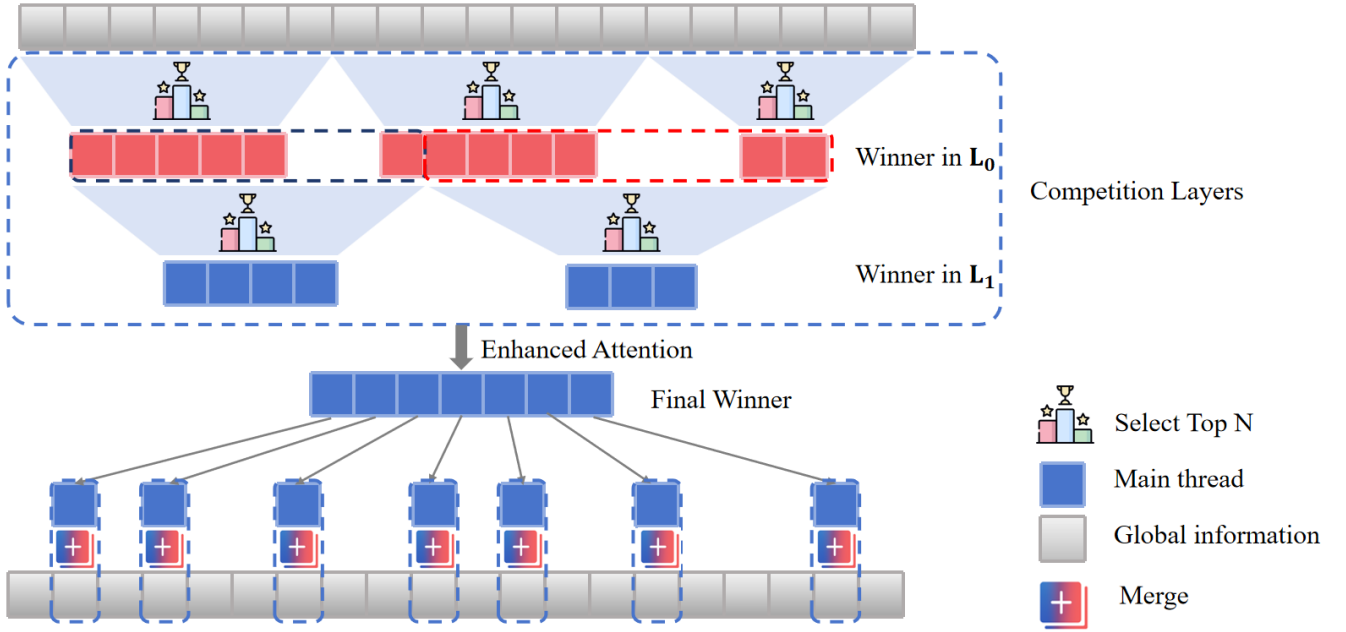 Winner in L0
Competition Layers
Winner in L1
Enhanced Attention
Final Winner
Select Top N
Main thread
Global information
Merge